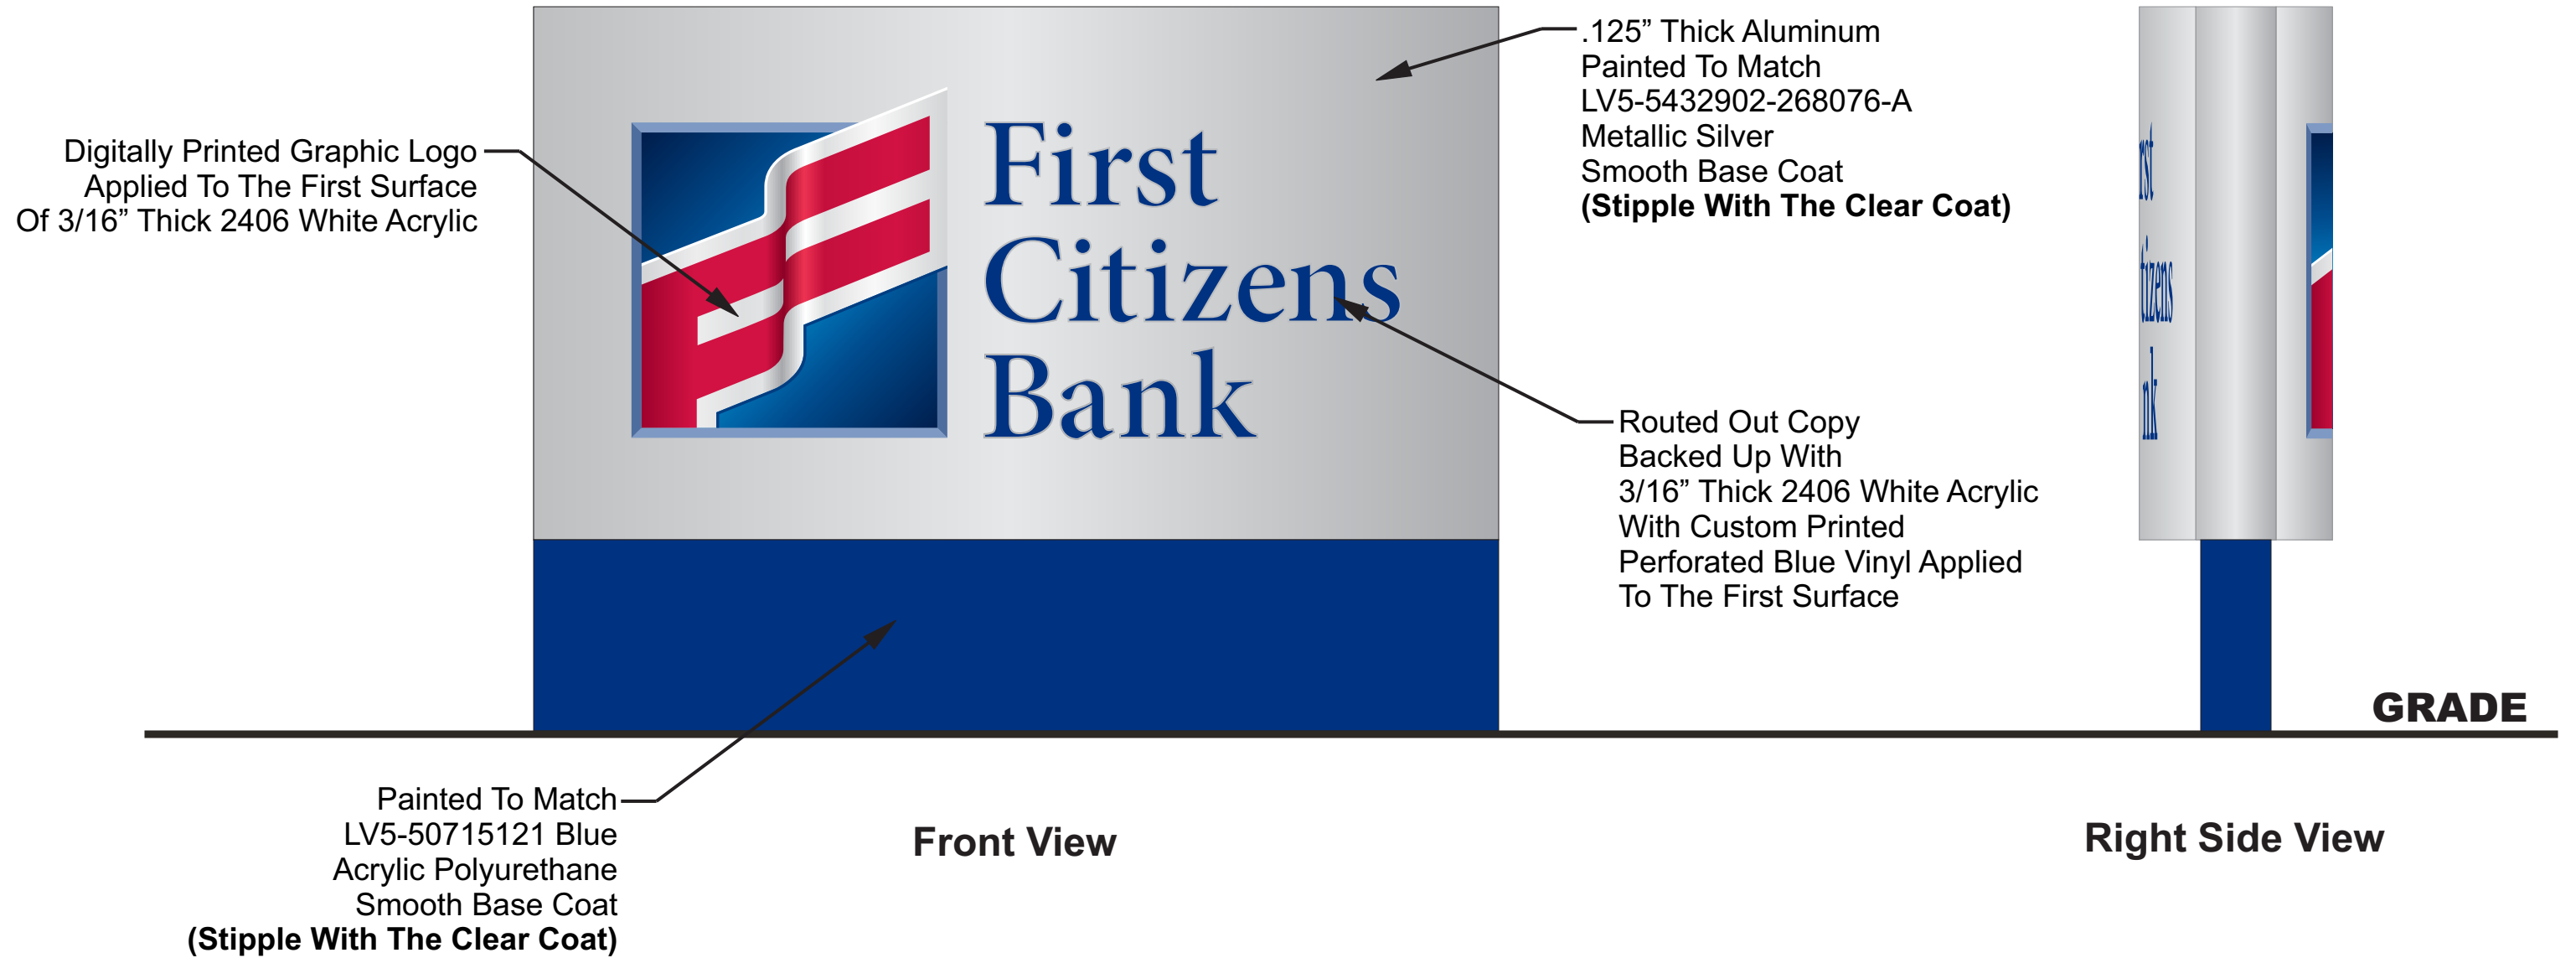 Digitally Printed Graphic Logo
Applied To The First Surface
Of 3/16” Thick 2406 White Acrylic
First
Citizens
Bank
.125” Thick Aluminum
Painted To Match
LV5-5432902-268076-A
Metallic Silver
Smooth Base Coat
(Stipple With The Clear Coat)
Routed Out Copy
Backed Up With
3/16” Thick 2406 White Acrylic
With Custom Printed
Perforated Blue Vinyl Applied
To The First Surface
rst
tizens
nk
GRADE
Painted To Match
LV5-50715121 Blue
Acrylic Polyurethane
Smooth Base Coat
(Stipple With The Clear Coat)
Front View
Right Side View